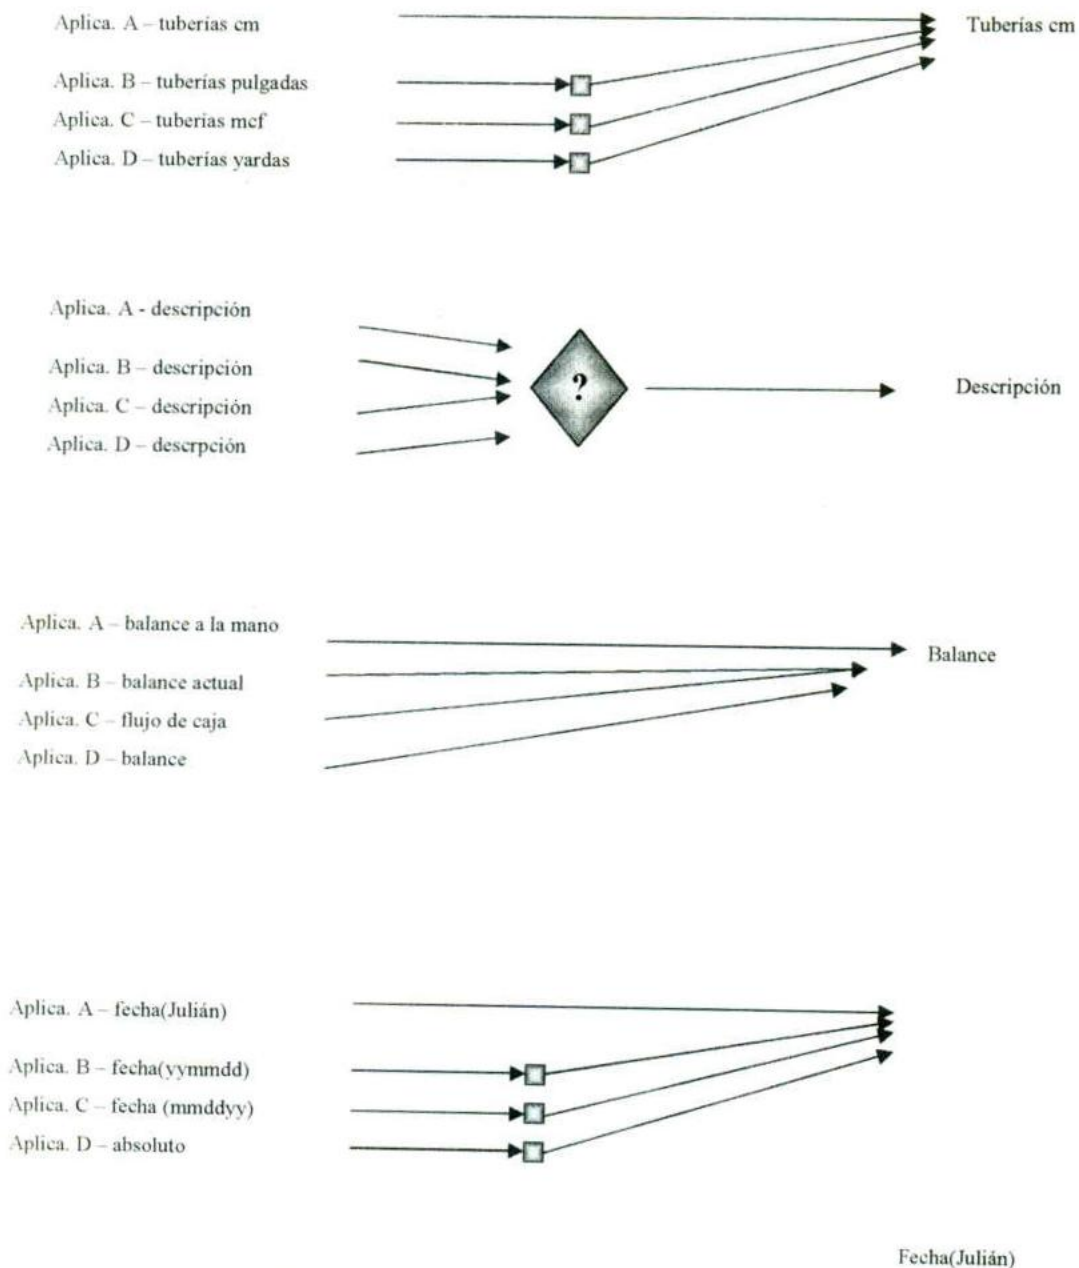 Aplica. A – tuberías cm
Tuberías cm
Aplica. B – tuberías pulgadas
Aplica. C – tuberías mcf
Aplica. D – tuberías yardas
Aplica. A - descripción
Aplica. B – descripción
Aplica. C – descripción
Aplica. D – descrpción
?
Descripción
Aplica. A – balance a la mano
Aplica. B – balance actual
Aplica. C – flujo de caja
Aplica. D – balance
Balance
Aplica. A – fecha(Julián)
Aplica. B – fecha(yymmdd)
Aplica. C – fecha (mmddyy)
Aplica. D – absoluto
Fecha(Julián)